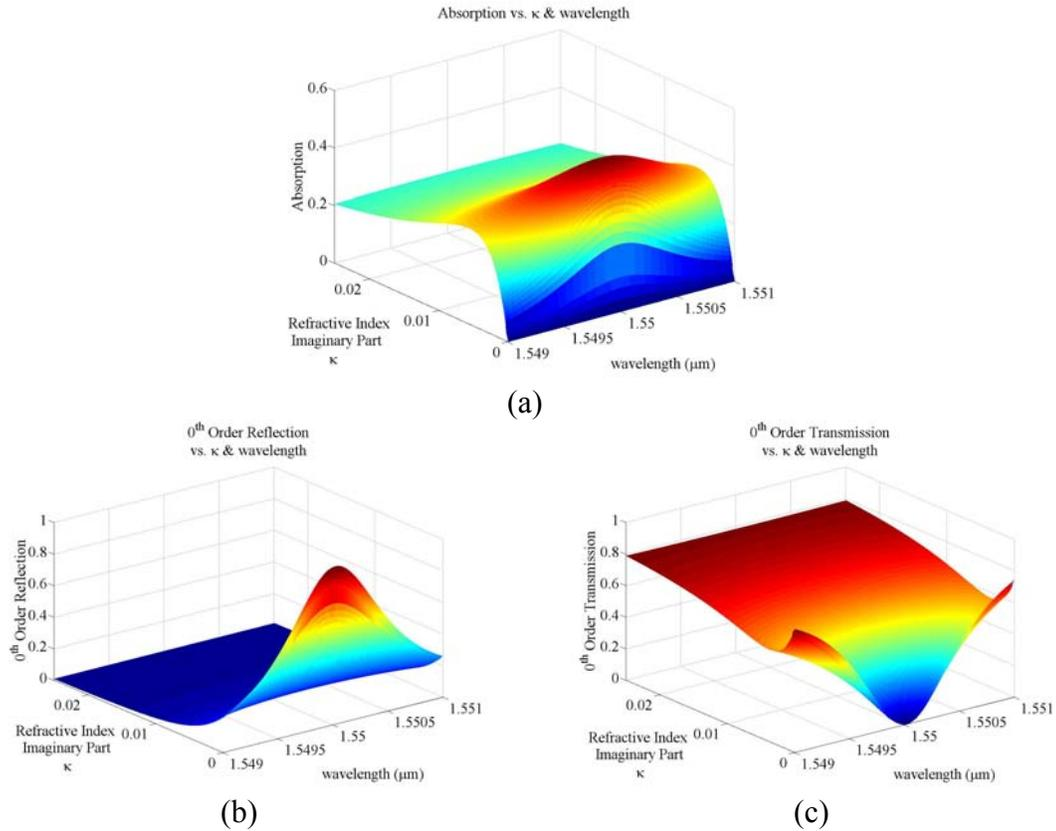 Absorption vs. κ & wavelength
0.6
0.4
0.2
0
Absorption
0.02
0.01
0
Refractive Index
Imaginary Part
κ
1.549
1.5495
1.55
1.5505
1.551
wavelength (μm)
(a)
0th Order Reflection
vs. κ & wavelength
1
0.8
0.6
0.4
0.2
0
0th Order Reflection
0.02
0.01
0
Refractive Index
Imaginary Part
κ
1.549
1.5495
1.55
1.5505
1.551
wavelength (μm)
(b)
0th Order Transmission
vs. κ & wavelength
1
0.8
0.6
0.4
0.2
0
0th Order Transmission
0.02
0.01
0
Refractive Index
Imaginary Part
κ
1.549
1.5495
1.55
1.5505
1.551
wavelength (μm)
(c)